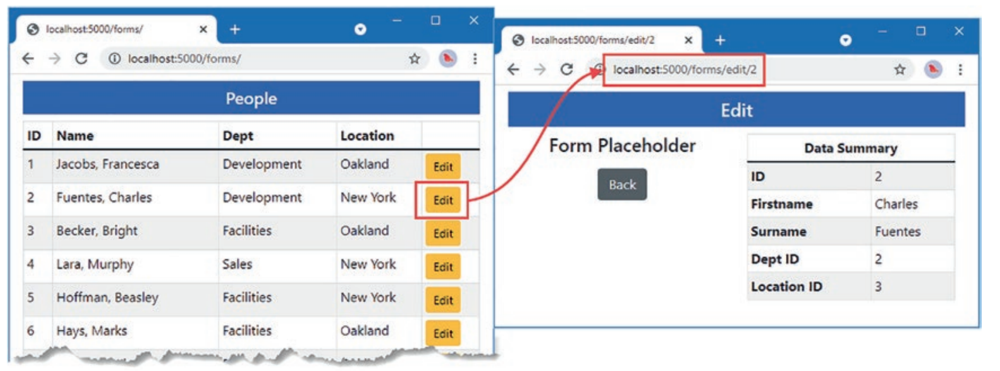 localhost:5000/forms/
localhost:5000/forms/
People
ID Name Dept Location
1 Jacobs, Francesca Development Oakland Edit
2 Fuentes, Charles Development New York Edit
3 Becker, Bright Facilities Oakland Edit
4 Lara, Murphy Sales New York Edit
5 Hoffman, Beasley Facilities New York Edit
6 Hays, Marks Facilities Oakland Edit
localhost:5000/forms/edit/2
localhost:5000/forms/edit/2
Edit
Form Placeholder
Back
Data Summary
ID 2
Firstname Charles
Surname Fuentes
Dept ID 2
Location ID 3